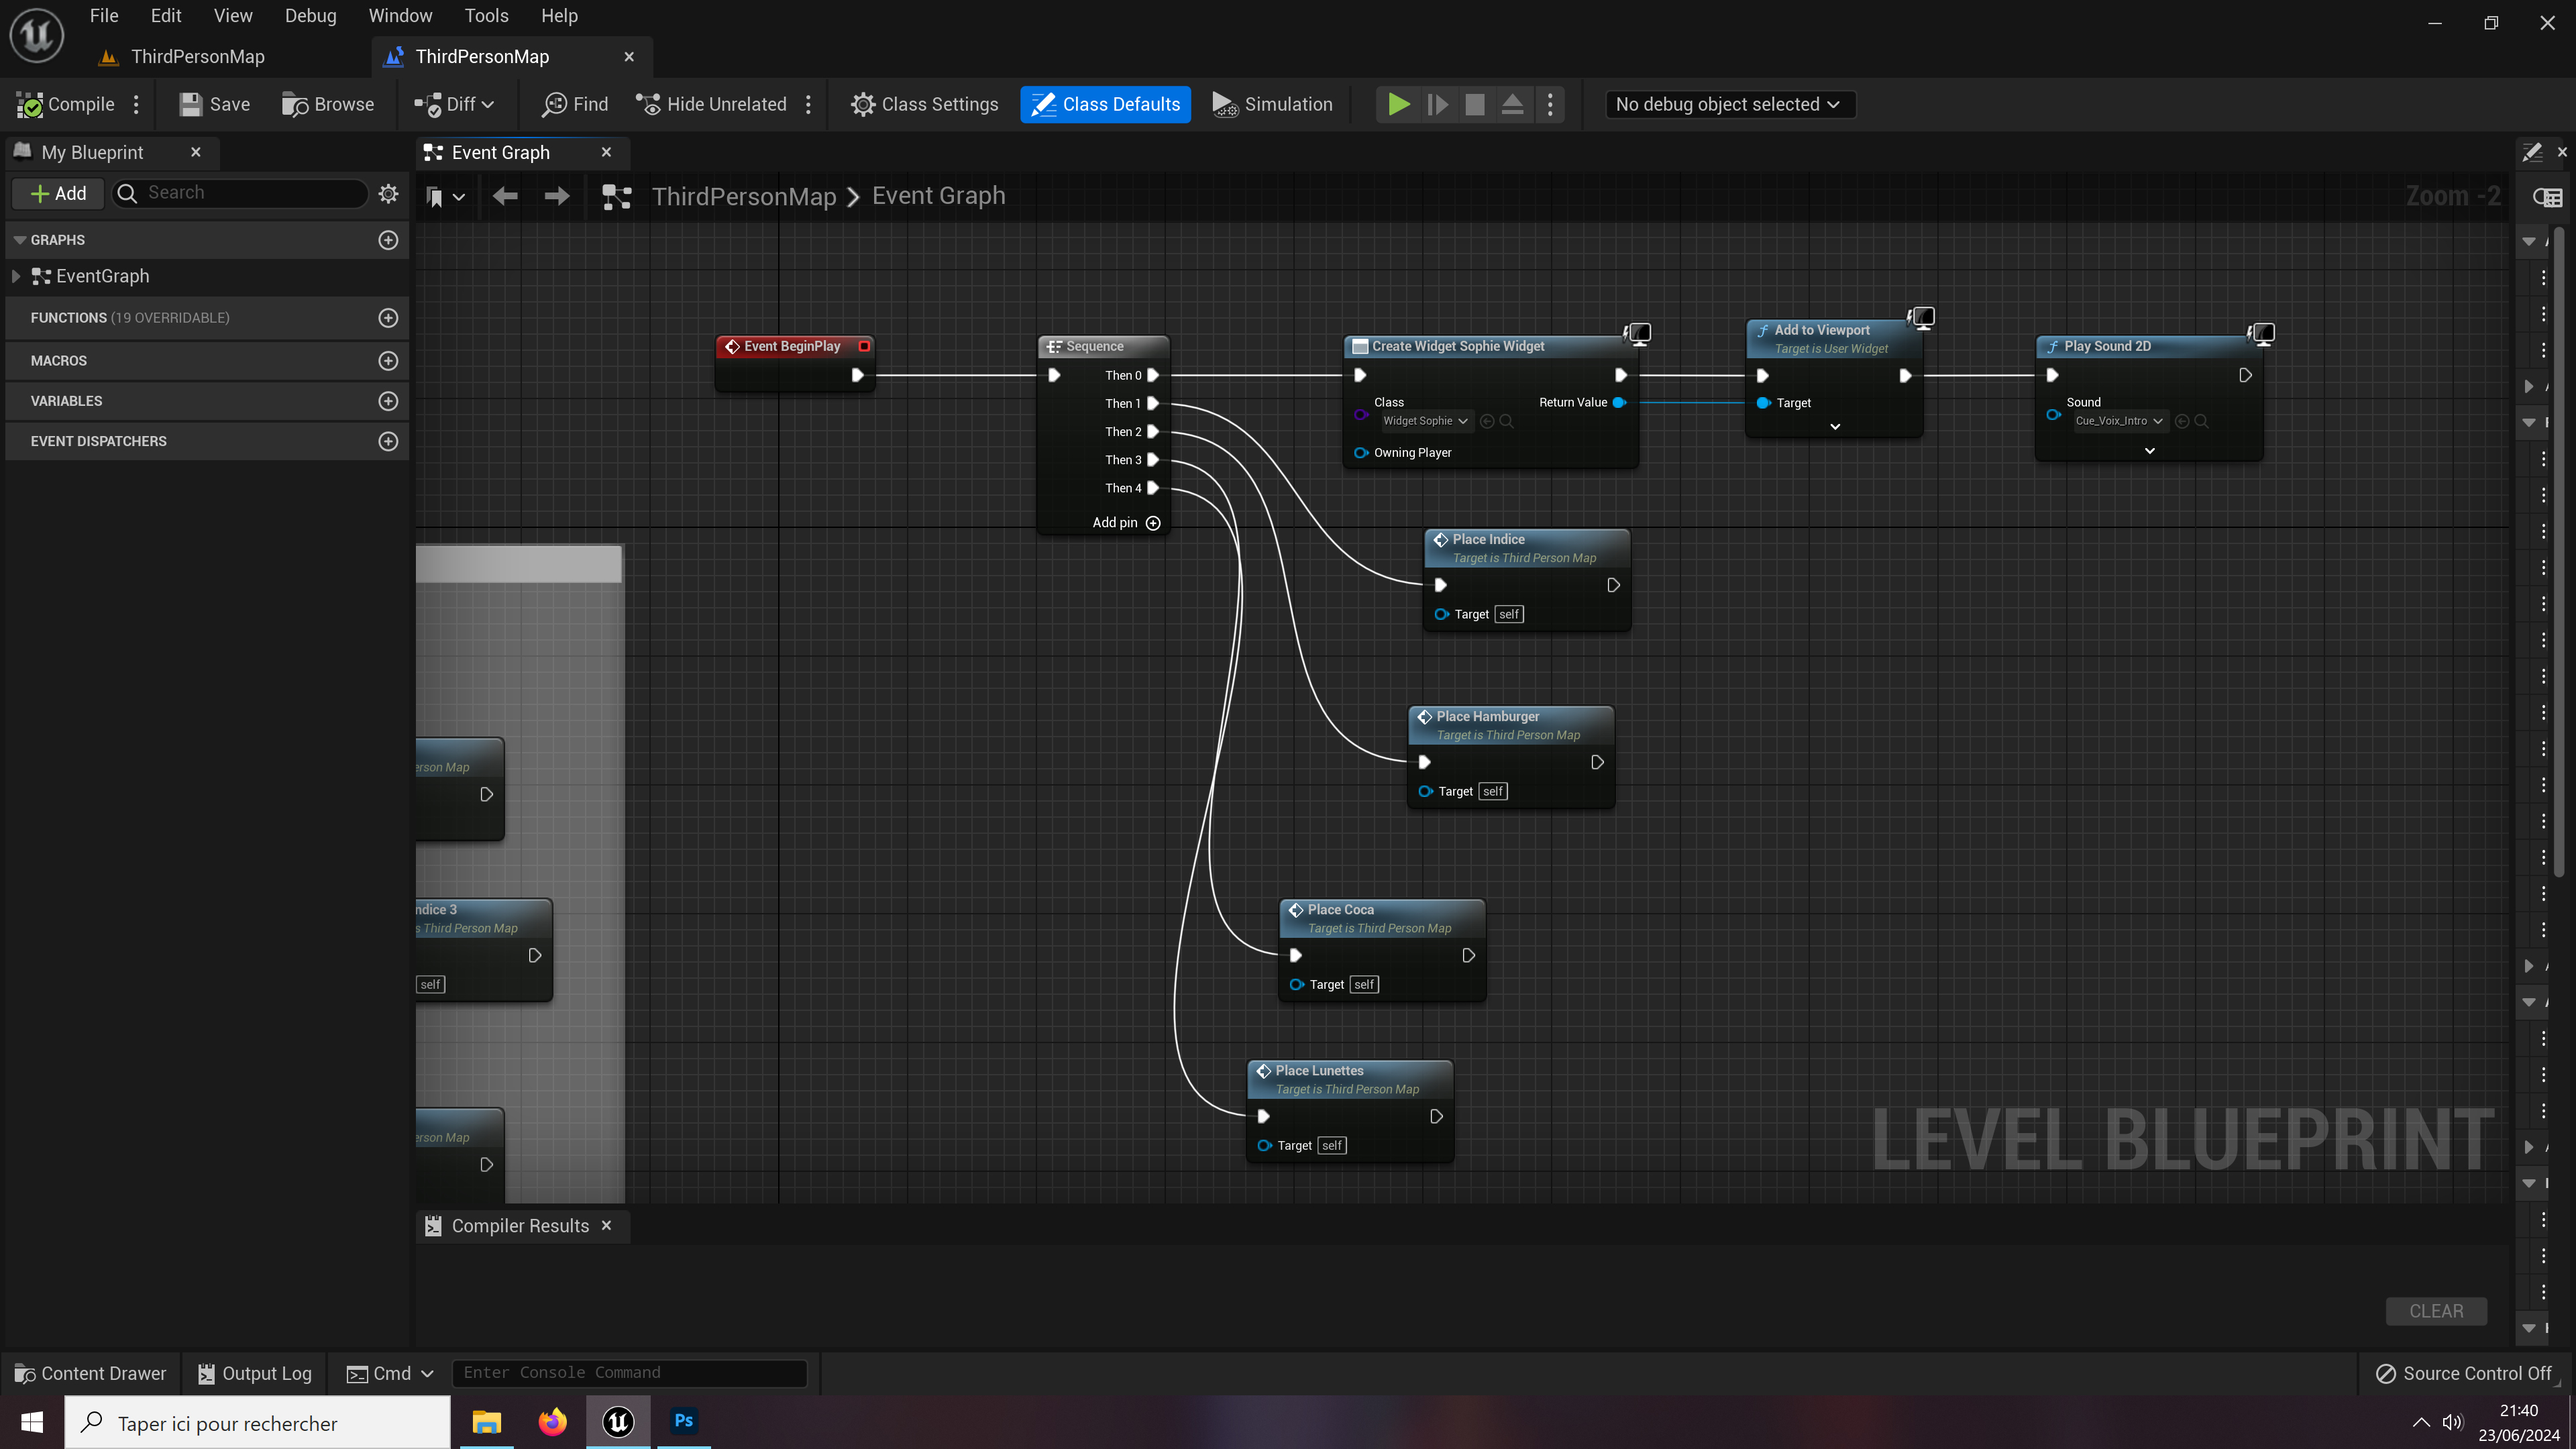 File Edit View Debug Window Tools Help
ThirdPersonMap
ThirdPersonMap
Compile
Save
Browse
Diff
Find
Hide Unrelated
Class Settings
Class Defaults
Simulation
No debug object selected
My Blueprint
Event Graph
Add
Search
ThirdPersonMap
Event Graph
Zoom -2
GRAPHS
EventGraph
FUNCTIONS (19 OVERRIDABLE)
MACROS
VARIABLES
EVENT DISPATCHERS
Event BeginPlay
Sequence
Then 0
Then 1
Then 2
Then 3
Then 4
Add pin
Create Widget Sophie Widget
Class
Widget Sophie
Return Value
Owning Player
Add to Viewport
Target is User Widget
Target
Play Sound 2D
Sound
Cue_Voix_Intro
Place Indice
Target is Third Person Map
Target self
Place Hamburger
Target is Third Person Map
Target self
Place Coca
Target is Third Person Map
Target self
Place Lunettes
Target is Third Person Map
Target self
erson Map
ndice 3
s Third Person Map
self
erson Map
LEVEL BLUEPRINT
Compiler Results
CLEAR
Content Drawer
Output Log
Cmd
Enter Console Command
Source Control Off
Taper ici pour rechercher
Ps
21:40
23/06/2024